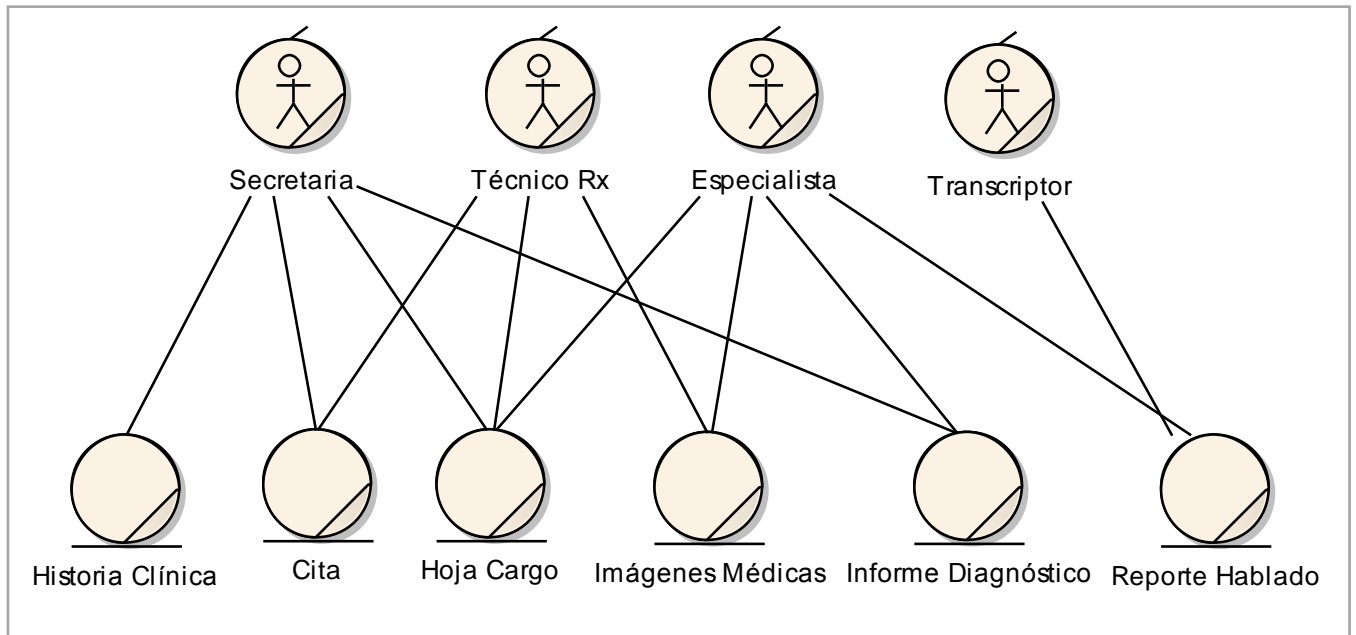 Secretaria
Técnico Rx
Especialista
Transcriptor
Historia Clínica
Cita
Hoja Cargo
Imágenes Médicas
Informe Diagnóstico
Reporte Hablado